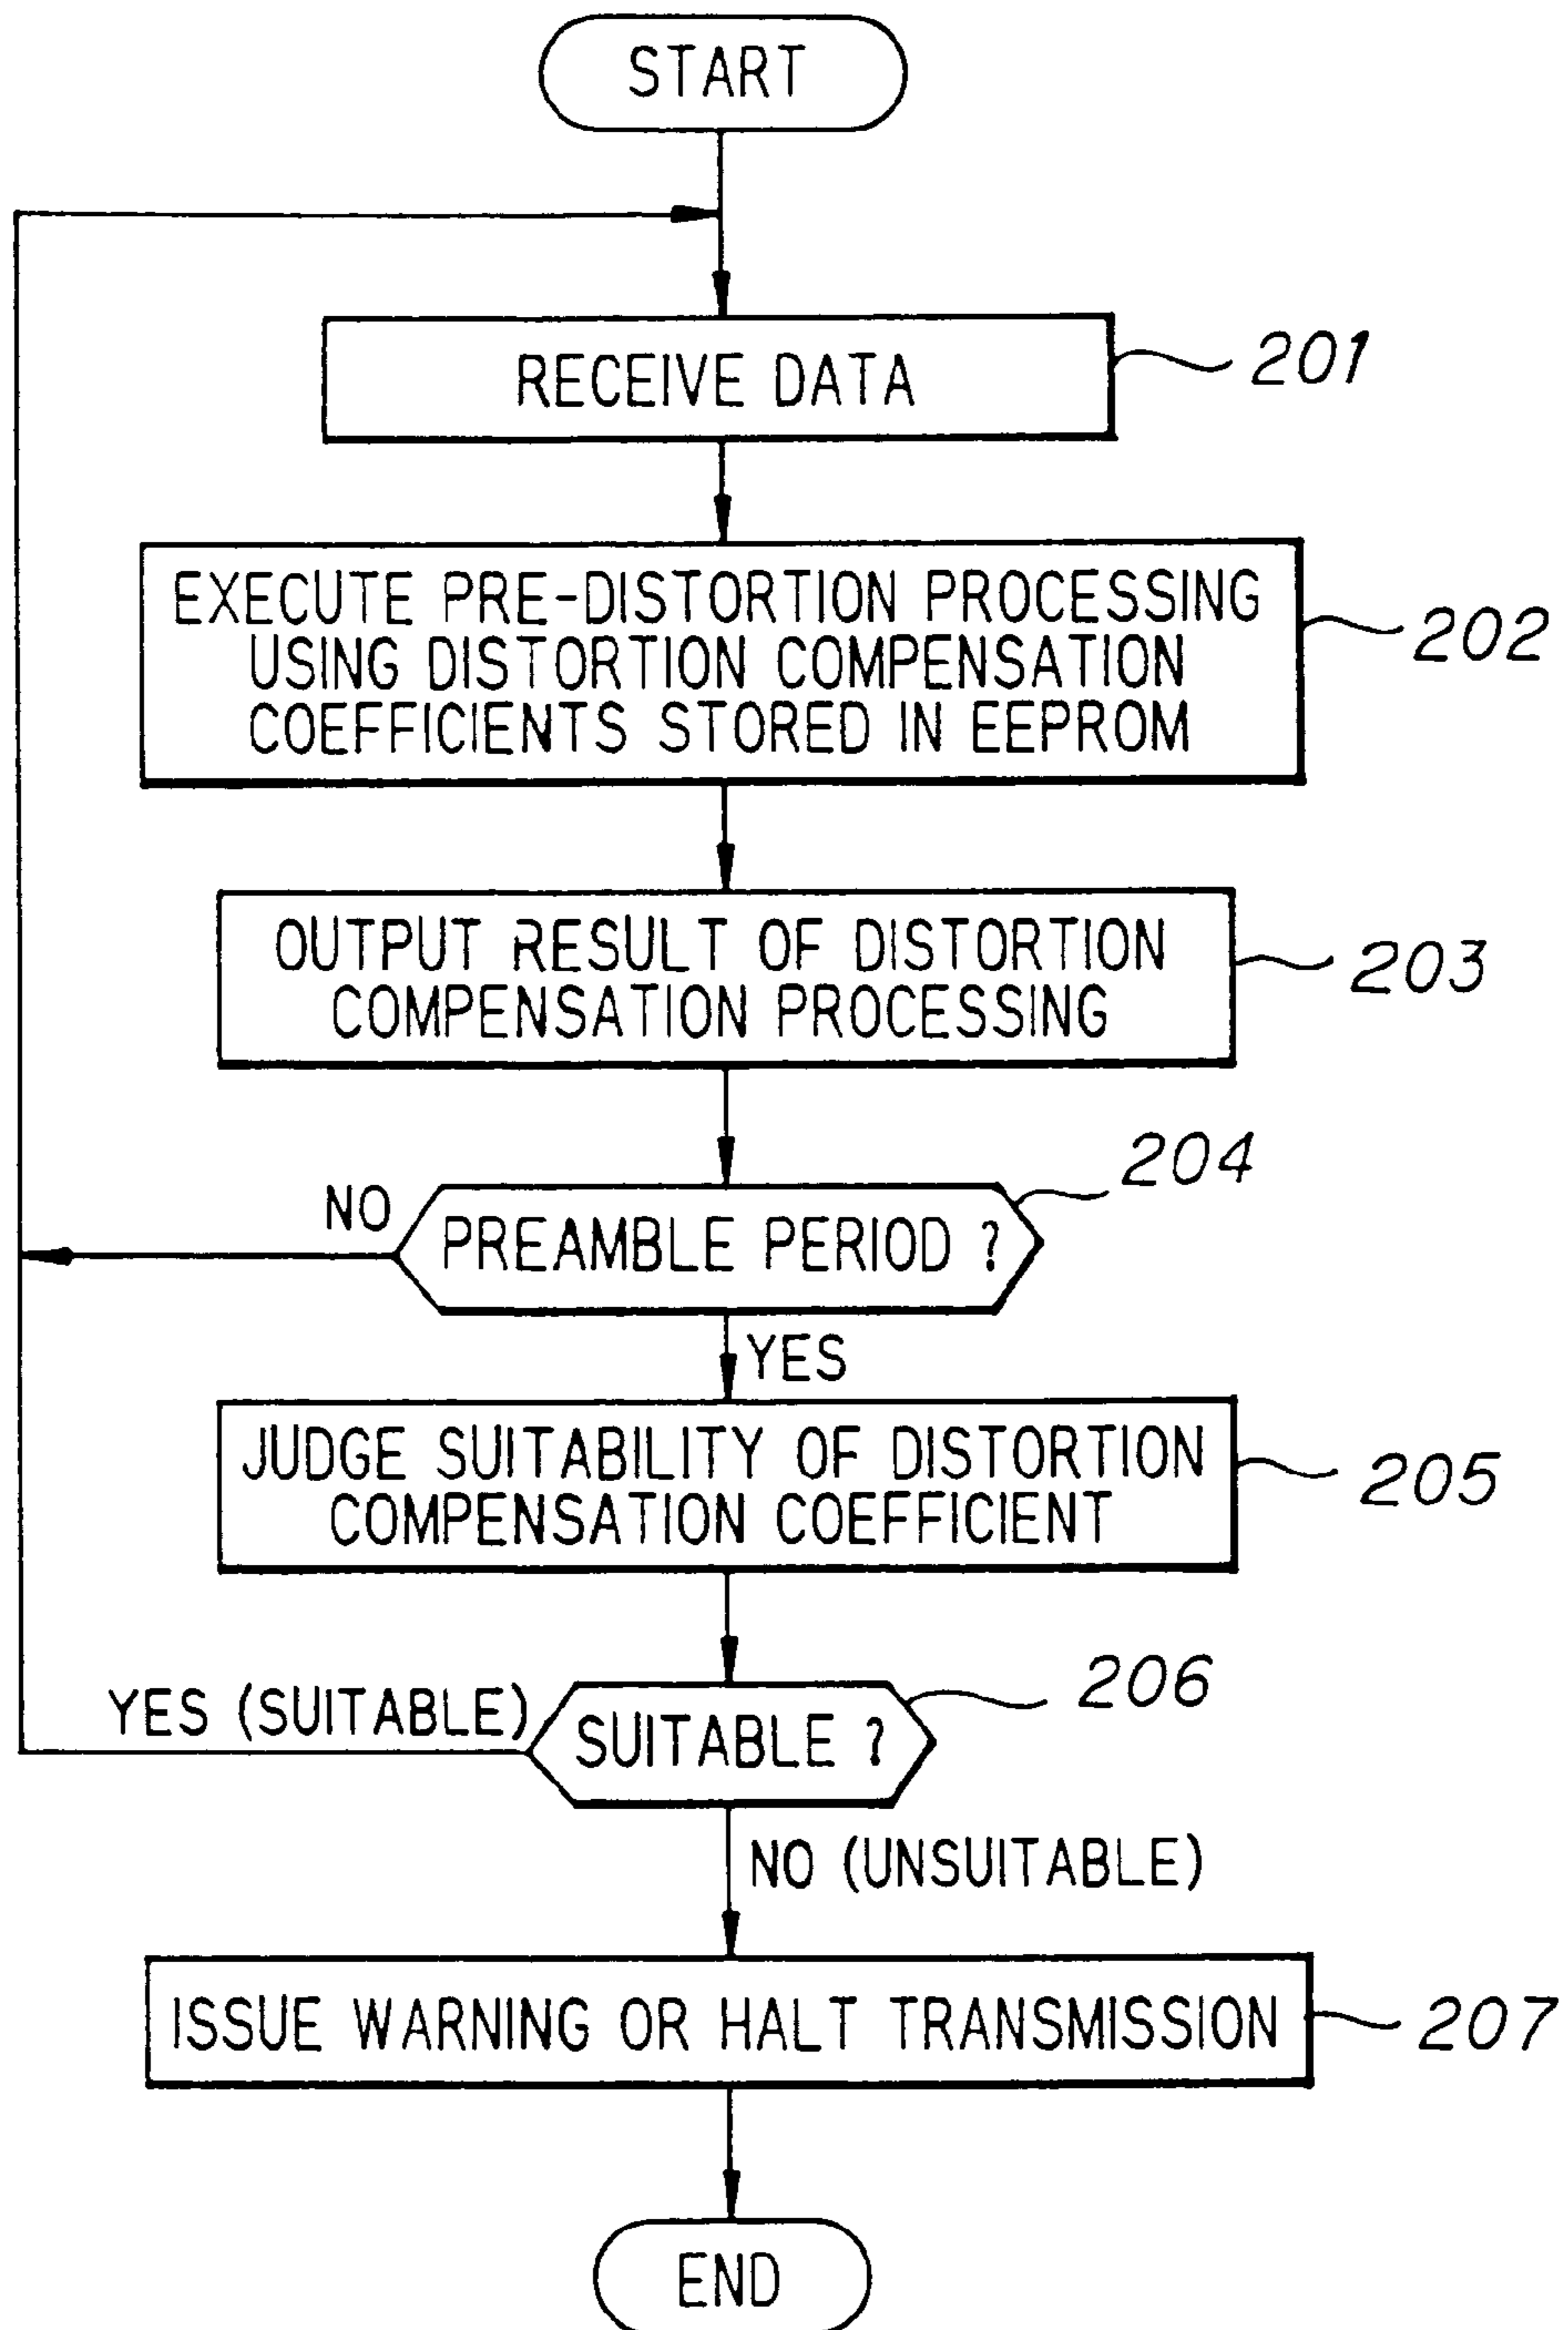 START
RECEIVE DATA
201
EXECUTE PRE-DISTORTION PROCESSING
USING DISTORTION COMPENSATION
COEFFICIENTS STORED IN EEPROM
202
OUTPUT RESULT OF DISTORTION
COMPENSATION PROCESSING
203
204
NO
PREAMBLE PERIOD ?
YES
JUDGE SUITABILITY OF DISTORTION
COMPENSATION COEFFICIENT
205
206
YES (SUITABLE)
SUITABLE ?
NO (UNSUITABLE)
ISSUE WARNING OR HALT TRANSMISSION
207
END